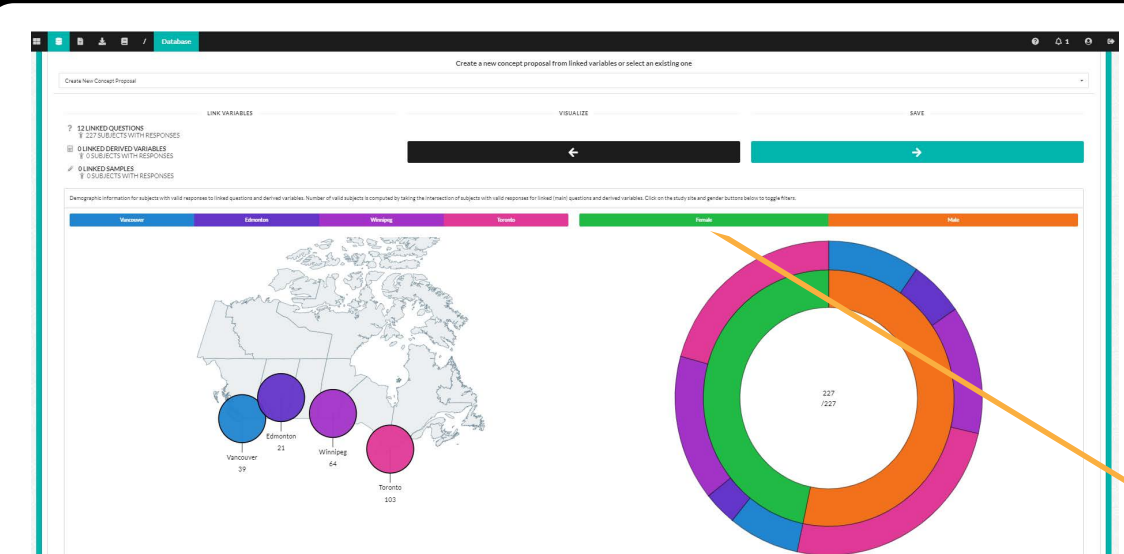 / Database
1
Create a new concept proposal from linked variables or select an existing one
Create New Concept Proposal
LINK VARIABLES
VISUALIZE
SAVE
? 12 LINKED QUESTIONS
227 SUBJECTS WITH RESPONSES
0 LINKED DERIVED VARIABLES
0 SUBJECTS WITH RESPONSES
0 LINKED SAMPLES
0 SUBJECTS WITH RESPONSES
Demographic information for subjects with valid responses to linked questions and derived variables. Number of valid subjects is computed by taking the intersection of subjects with valid responses for linked (main) questions and derived variables. Click on the study site and gender buttons below to toggle filters:
Vancouver Edmonton Winnipeg Toronto Female Male
227
/227
Edmonton
21
Winnipeg
64
Vancouver
39
Toronto
103